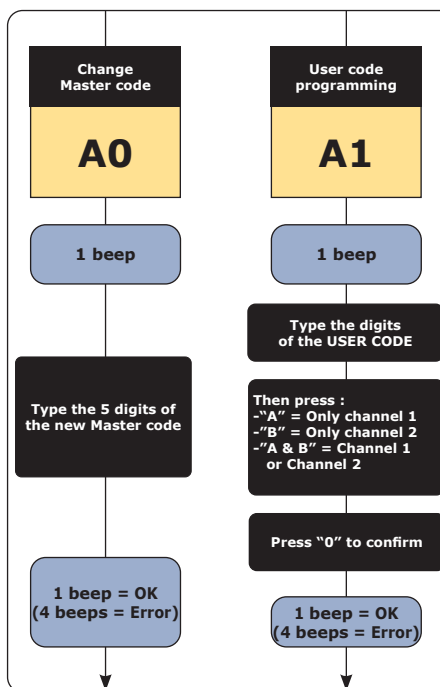 Change
Master code
A0
1 beep
Type the 5 digits of
the new Master code
1 beep = OK
(4 beeps = Error)
User code
programming
A1
1 beep
Type the digits
of the USER CODE
Then press :
-“A” = Only channel 1
-”B” = Only channel 2
-”A & B” = Channel 1
or Channel 2
Press “0” to confirm
1 beep = OK
(4 beeps = Error)